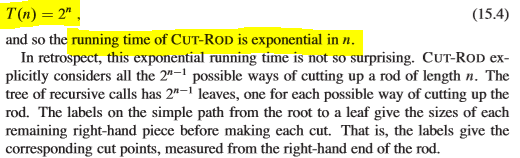 T(n) = 2ⁿ , (15.4)
and so the running time of CUT-ROD is exponential in n.
In retrospect, this exponential running time is not so surprising. CUT-ROD ex-
plicitly considers all the 2ⁿ⁻¹ possible ways of cutting up a rod of length n. The
tree of recursive calls has 2ⁿ⁻¹ leaves, one for each possible way of cutting up the
rod. The labels on the simple path from the root to a leaf give the sizes of each
remaining right-hand piece before making each cut. That is, the labels give the
corresponding cut points, measured from the right-hand end of the rod.